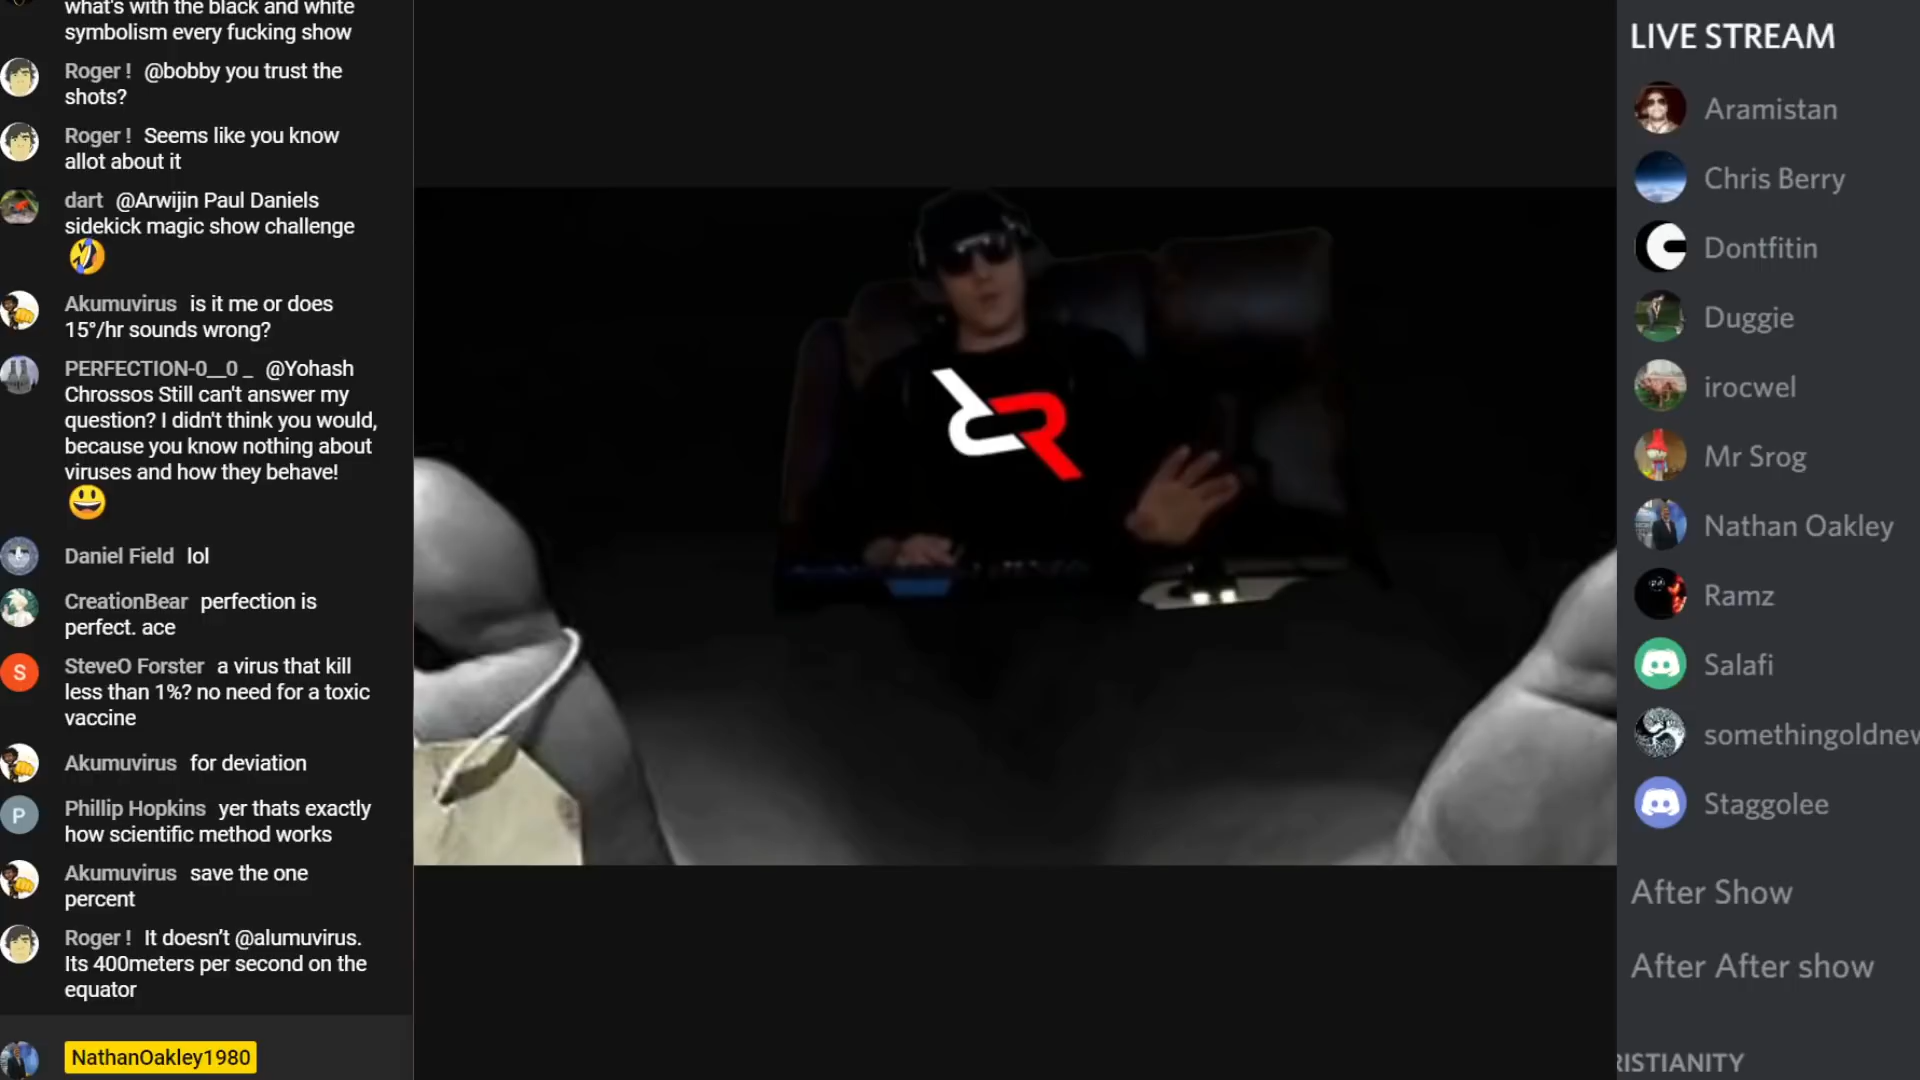 what's with the black and white
symbolism every fucking show
Roger ! @bobby you trust the
shots?
Roger ! Seems like you know
allot about it
dart @Arwijin Paul Daniels
sidekick magic show challenge
🤣
Akumuvirus is it me or does
15°/hr sounds wrong?
PERFECTION-0__0 _ @Yohash
Chrossos Still can't answer my
question? I didn't think you would,
because you know nothing about
viruses and how they behave!
😃
Daniel Field lol
CreationBear perfection is
perfect. ace
S
SteveO Forster a virus that kill
less than 1%? no need for a toxic
vaccine
Akumuvirus for deviation
P
Phillip Hopkins yer thats exactly
how scientific method works
Akumuvirus save the one
percent
Roger ! It doesn’t @alumuvirus.
Its 400meters per second on the
equator
NathanOakley1980
R
LIVE STREAM
Aramistan
Chris Berry
Dontfitin
Duggie
irocwel
Mr Srog
Nathan Oakley
Ramz
Salafi
somethingoldnew
Staggolee
After Show
After After show
RISTIANITY